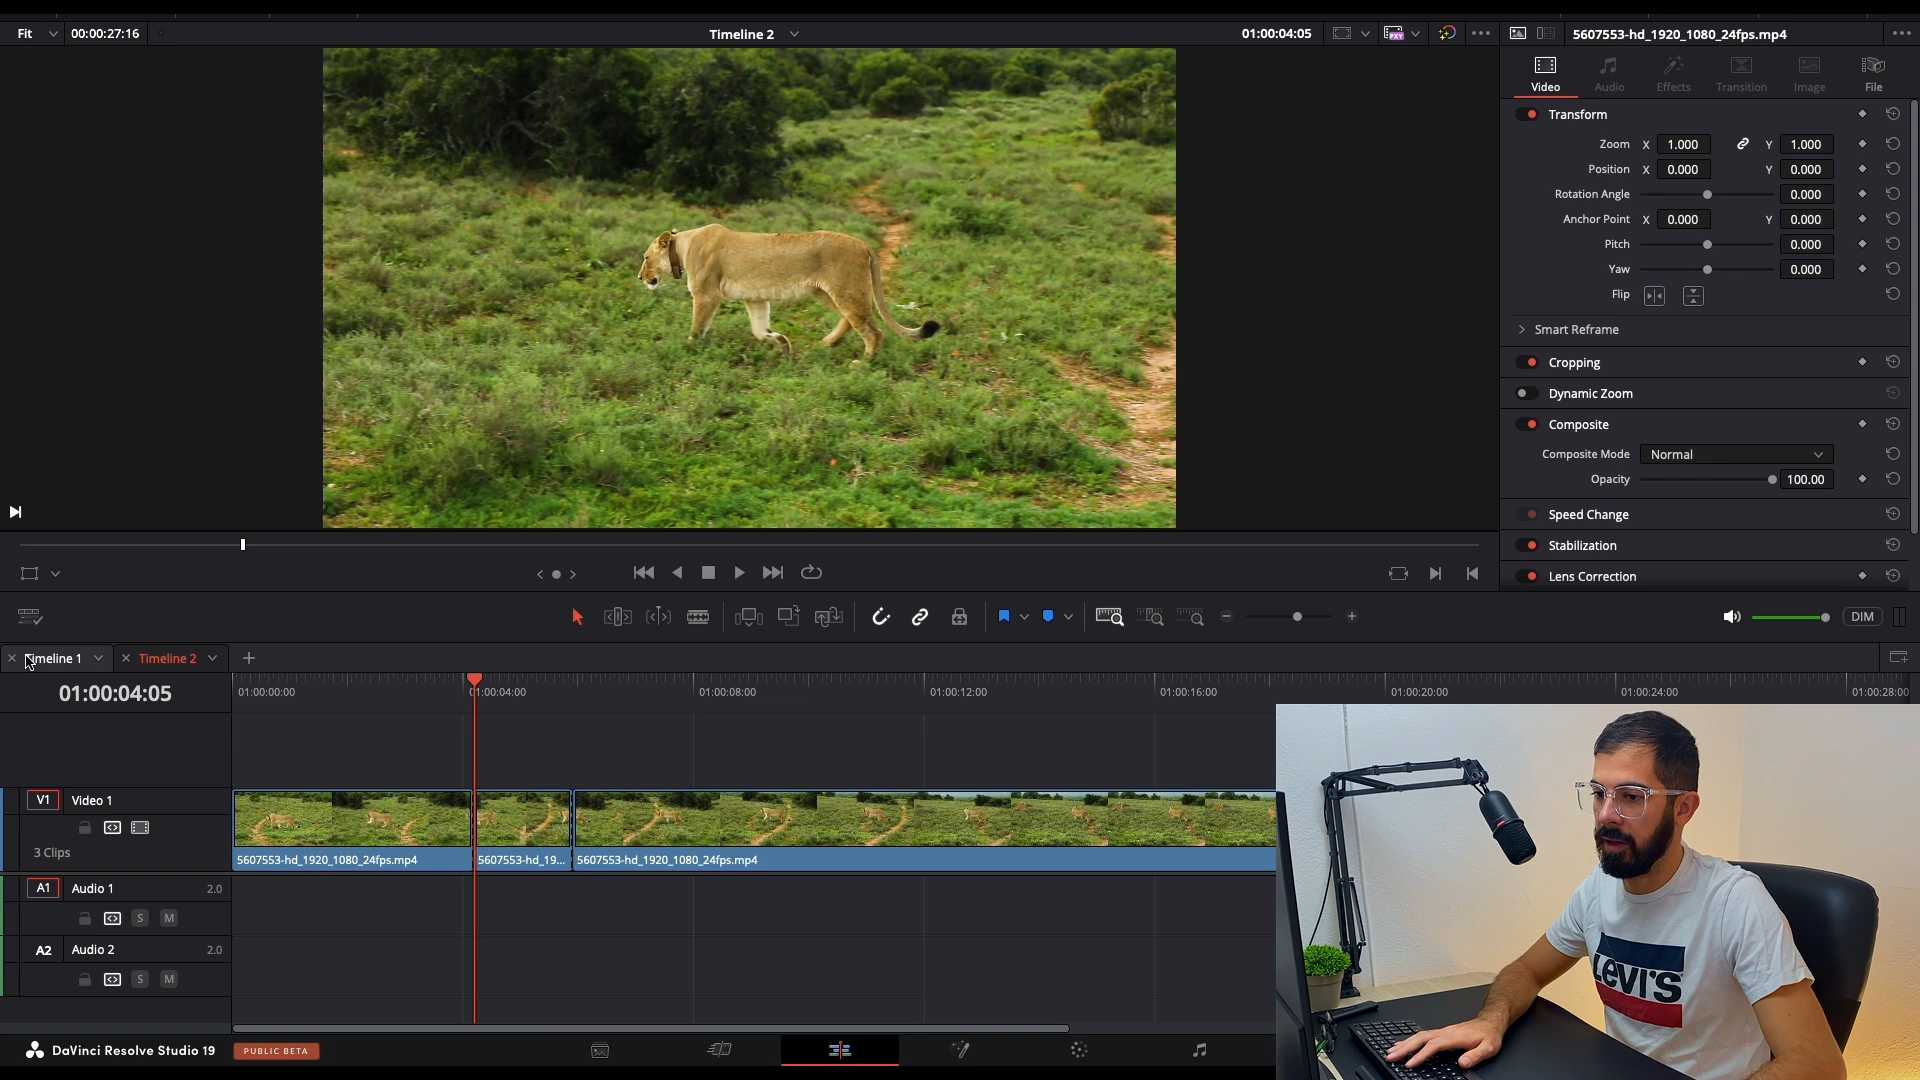 Fit 00:00:27:16 Timeline 2 01:00:04:05 PXY 5607553-hd_1920_1080_24fps.mp4
Video Audio Effects Transition Image File
Transform
Zoom X 1.000 Y 1.000
Position X 0.000 Y 0.000
Rotation Angle 0.000
Anchor Point X 0.000 Y 0.000
Pitch 0.000
Yaw 0.000
Flip
Smart Reframe
Cropping
Dynamic Zoom
Composite
Composite Mode Normal
Opacity 100.00
Speed Change
Stabilization
Lens Correction
DIM
Timeline 1 Timeline 2
01:00:04:05
01:00:00:00 01:00:04:00 01:00:08:00 01:00:12:00 01:00:16:00 01:00:20:00 01:00:24:00 01:00:28:00
V1 Video 1
3 Clips
5607553-hd_1920_1080_24fps.mp4 5607553-hd_19... 5607553-hd_1920_1080_24fps.mp4
A1 Audio 1 2.0
S M
A2 Audio 2 2.0
S M
LEVI'S
DaVinci Resolve Studio 19 PUBLIC BETA